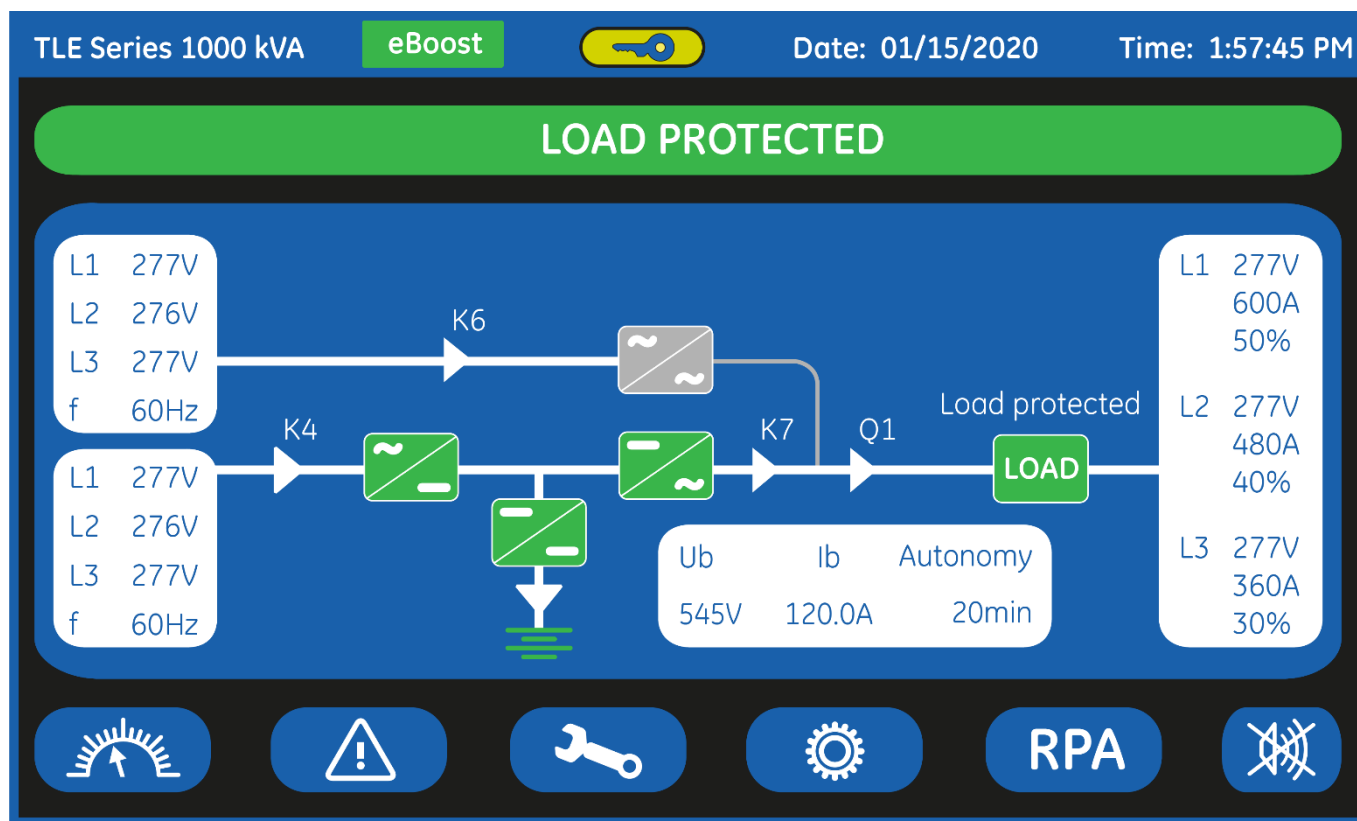 TLE Series 1000 kVA eBoost Date: 01/15/2020 Time: 1:57:45 PM
LOAD PROTECTED
L1 277V
L2 276V
L3 277V
f 60Hz
K6
L1 277V
L2 276V
L3 277V
f 60Hz
K4
K7
Q1
Load protected
LOAD
Ub Ib Autonomy
545V 120.0A 20min
L1 277V
600A
50%
L2 277V
480A
40%
L3 277V
360A
30%
RPA